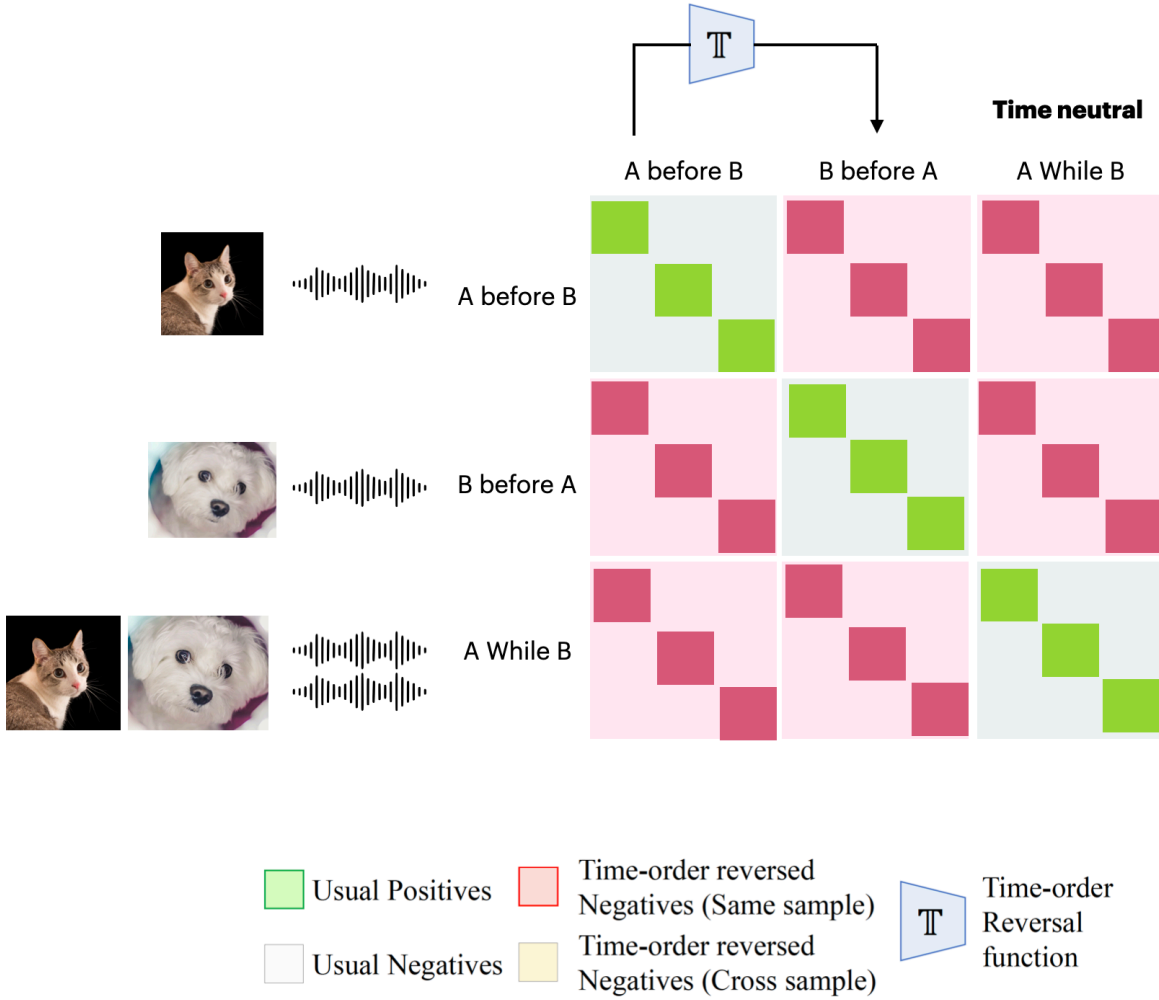 𝕋
Time neutral
A before B
B before A
A While B
A before B
B before A
A While B
Usual Positives
Time-order reversed
Negatives (Same sample)
Usual Negatives
Time-order reversed
Negatives (Cross sample)
𝕋
Time-order
Reversal
function